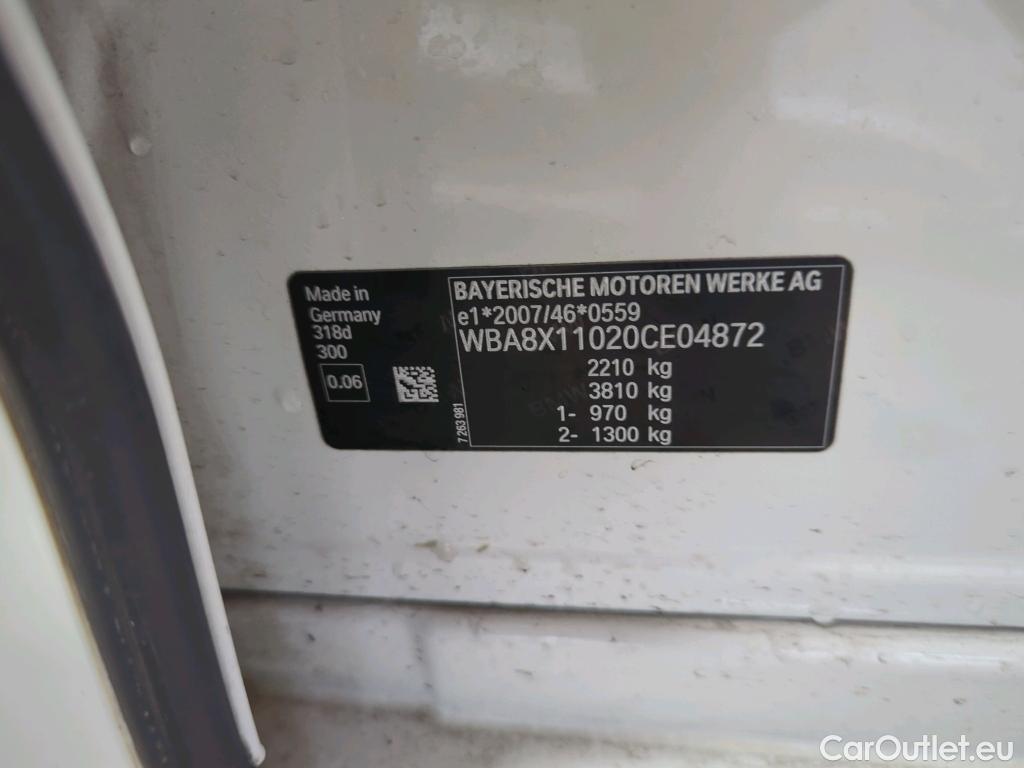 Made in
Germany
318d
300
0.06
7 263 981
BAYERISCHE MOTOREN WERKE AG
e1*2007/46*0559
WBA8X11020CE04872
2210 kg
3810 kg
1- 970 kg
2- 1300 kg
CarOutlet.eu